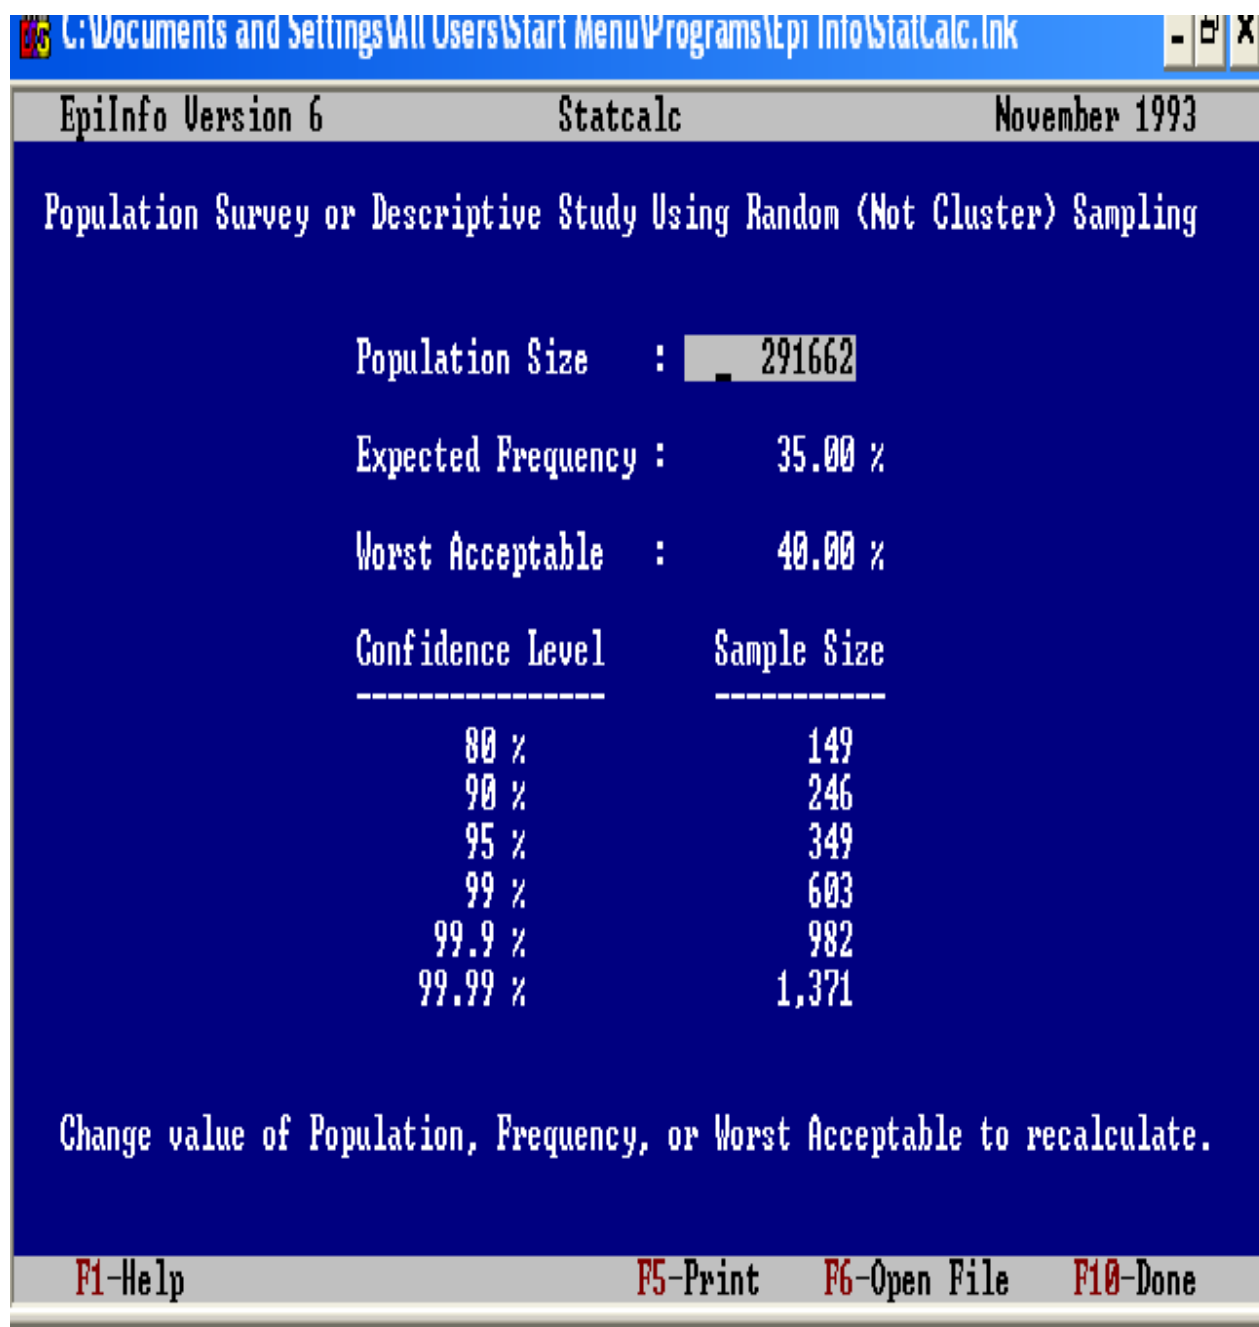 C:\Documents and Settings\All Users\Start Menu\Programs\Epi Info\StatCalc.lnk
EpiInfo Version 6 Statcalc November 1993
Population Survey or Descriptive Study Using Random (Not Cluster) Sampling
Population Size : 291662
Expected Frequency : 35.00 %
Worst Acceptable : 40.00 %
Confidence Level Sample Size
---------------- -----------
80 % 149
90 % 246
95 % 349
99 % 603
99.9 % 982
99.99 % 1,371
Change value of Population, Frequency, or Worst Acceptable to recalculate.
F1-Help F5-Print F6-Open File F10-Done